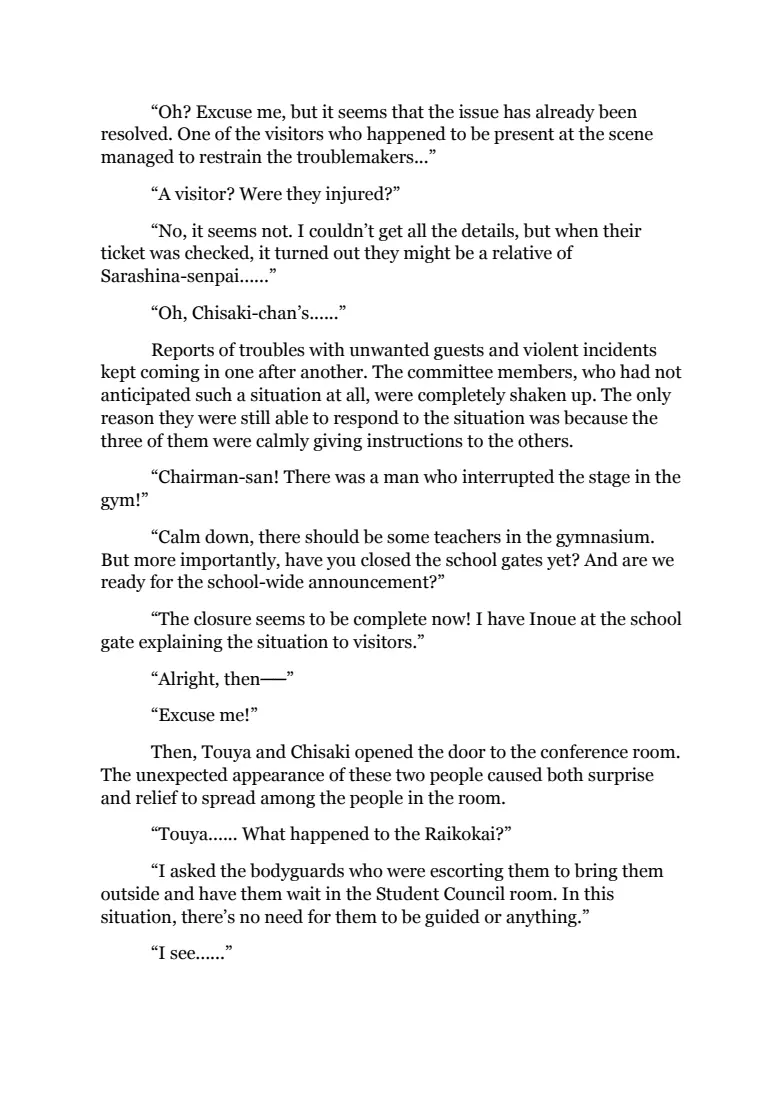 “Oh? Excuse me, but it seems that the issue has already been
resolved. One of the visitors who happened to be present at the scene
managed to restrain the troublemakers...”
“A visitor? Were they injured?”
“No, it seems not. I couldn’t get all the details, but when their
ticket was checked, it turned out they might be a relative of
Sarashina-senpai......”
“Oh, Chisaki-chan’s......”
Reports of troubles with unwanted guests and violent incidents
kept coming in one after another. The committee members, who had not
anticipated such a situation at all, were completely shaken up. The only
reason they were still able to respond to the situation was because the
three of them were calmly giving instructions to the others.
“Chairman-san! There was a man who interrupted the stage in the
gym!”
“Calm down, there should be some teachers in the gymnasium.
But more importantly, have you closed the school gates yet? And are we
ready for the school-wide announcement?”
“The closure seems to be complete now! I have Inoue at the school
gate explaining the situation to visitors.”
“Alright, then──”
“Excuse me!”
Then, Touya and Chisaki opened the door to the conference room.
The unexpected appearance of these two people caused both surprise
and relief to spread among the people in the room.
“Touya...... What happened to the Raikokai?”
“I asked the bodyguards who were escorting them to bring them
outside and have them wait in the Student Council room. In this
situation, there’s no need for them to be guided or anything.”
“I see......”